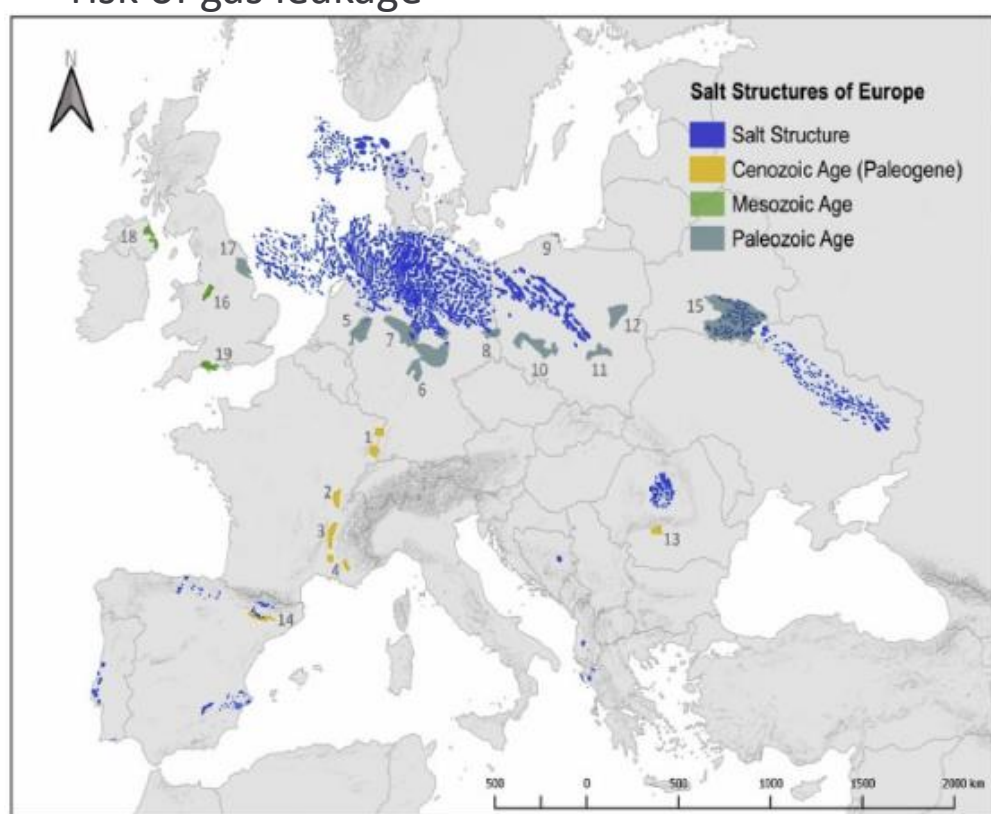 risk of gas leakage
N
Salt Structures of Europe
Salt Structure
Cenozoic Age (Paleogene)
Mesozoic Age
Paleozoic Age
18
17
9
16
15
5
7
12
19
8
10
11
6
1
2
3
13
4
14
500 0 500 1000 2000 km